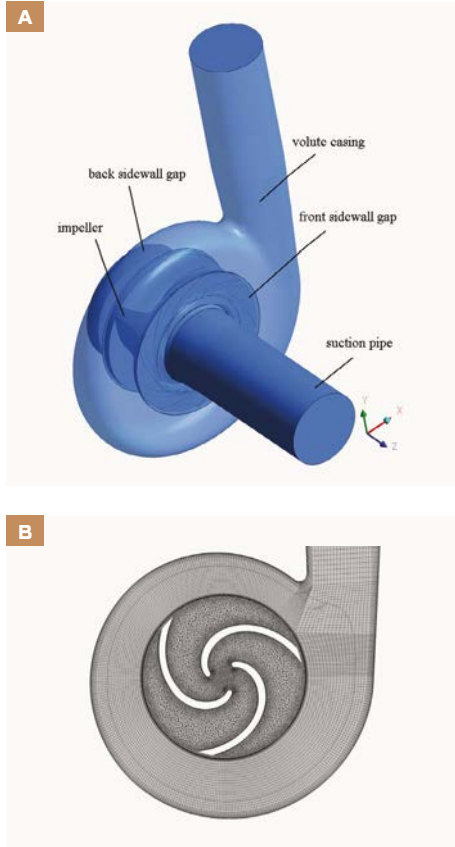 A
volute casing
back sidewall gap
front sidewall gap
impeller
suction pipe
Y
X
Z
B